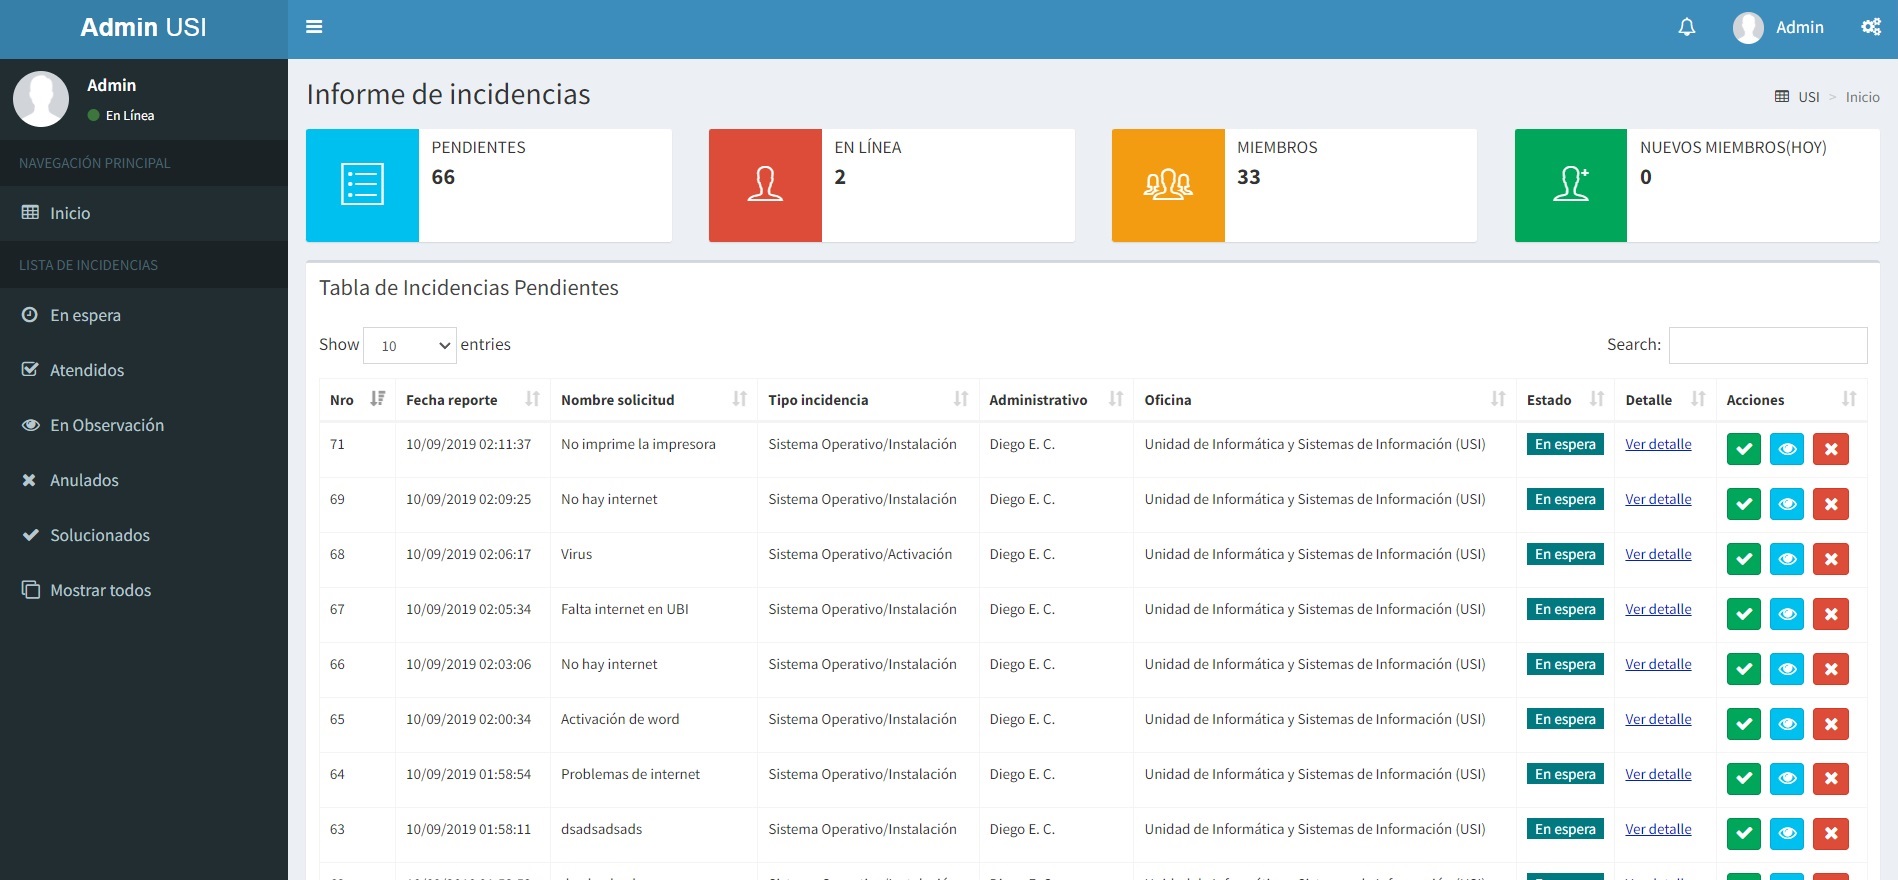 Admin USI
Admin
Admin
En Línea
NAVEGACIÓN PRINCIPAL
Inicio
LISTA DE INCIDENCIAS
En espera
Atendidos
En Observación
Anulados
Solucionados
Mostrar todos
Informe de incidencias
USI > Inicio
PENDIENTES
66
EN LÍNEA
2
MIEMBROS
33
NUEVOS MIEMBROS(HOY)
0
Tabla de Incidencias Pendientes
Show 10 entries
Search:
Nro Fecha reporte Nombre solicitud Tipo incidencia Administrativo Oficina Estado Detalle Acciones
71 10/09/2019 02:11:37 No imprime la impresora Sistema Operativo/Instalación Diego E. C. Unidad de Informática y Sistemas de Información (USI) En espera Ver detalle
69 10/09/2019 02:09:25 No hay internet Sistema Operativo/Instalación Diego E. C. Unidad de Informática y Sistemas de Información (USI) En espera Ver detalle
68 10/09/2019 02:06:17 Virus Sistema Operativo/Activación Diego E. C. Unidad de Informática y Sistemas de Información (USI) En espera Ver detalle
67 10/09/2019 02:05:34 Falta internet en UBI Sistema Operativo/Instalación Diego E. C. Unidad de Informática y Sistemas de Información (USI) En espera Ver detalle
66 10/09/2019 02:03:06 No hay internet Sistema Operativo/Instalación Diego E. C. Unidad de Informática y Sistemas de Información (USI) En espera Ver detalle
65 10/09/2019 02:00:34 Activación de word Sistema Operativo/Instalación Diego E. C. Unidad de Informática y Sistemas de Información (USI) En espera Ver detalle
64 10/09/2019 01:58:54 Problemas de internet Sistema Operativo/Instalación Diego E. C. Unidad de Informática y Sistemas de Información (USI) En espera Ver detalle
63 10/09/2019 01:58:11 dsadsadsads Sistema Operativo/Instalación Diego E. C. Unidad de Informática y Sistemas de Información (USI) En espera Ver detalle